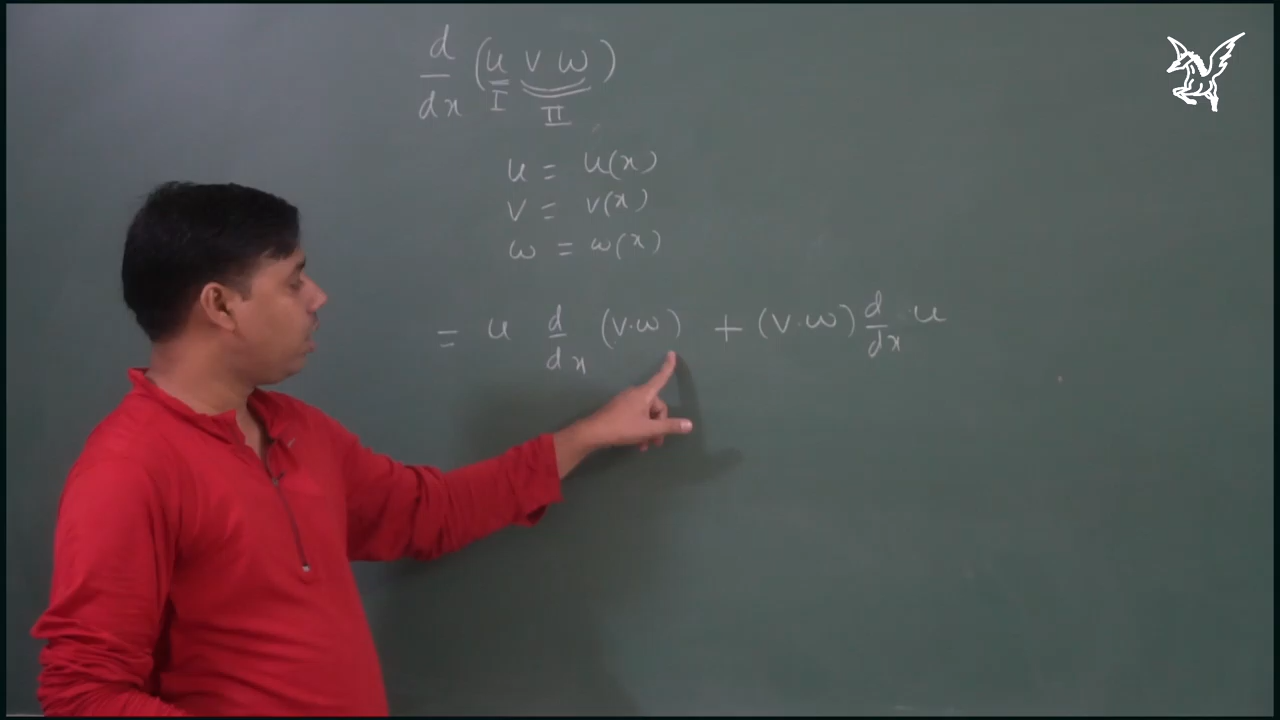 d/dx (u v w)
I II
u = u(x)
v = v(x)
w = w(x)
= u d/dx (v·w) + (v·w) d/dx · u